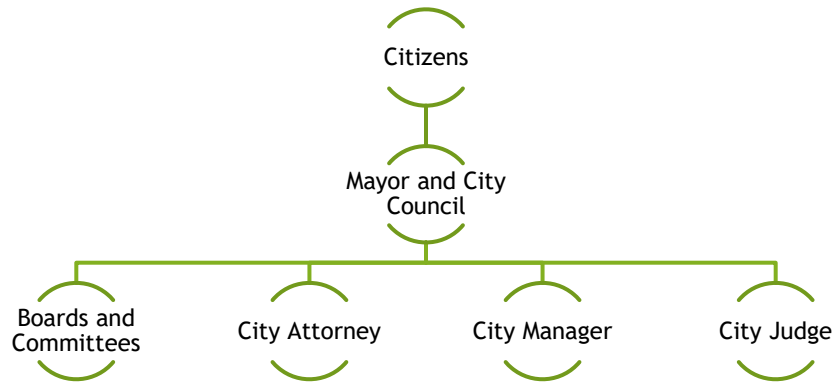 Citizens
Mayor and City
Council
Boards and
Committees
City Attorney
City Manager
City Judge